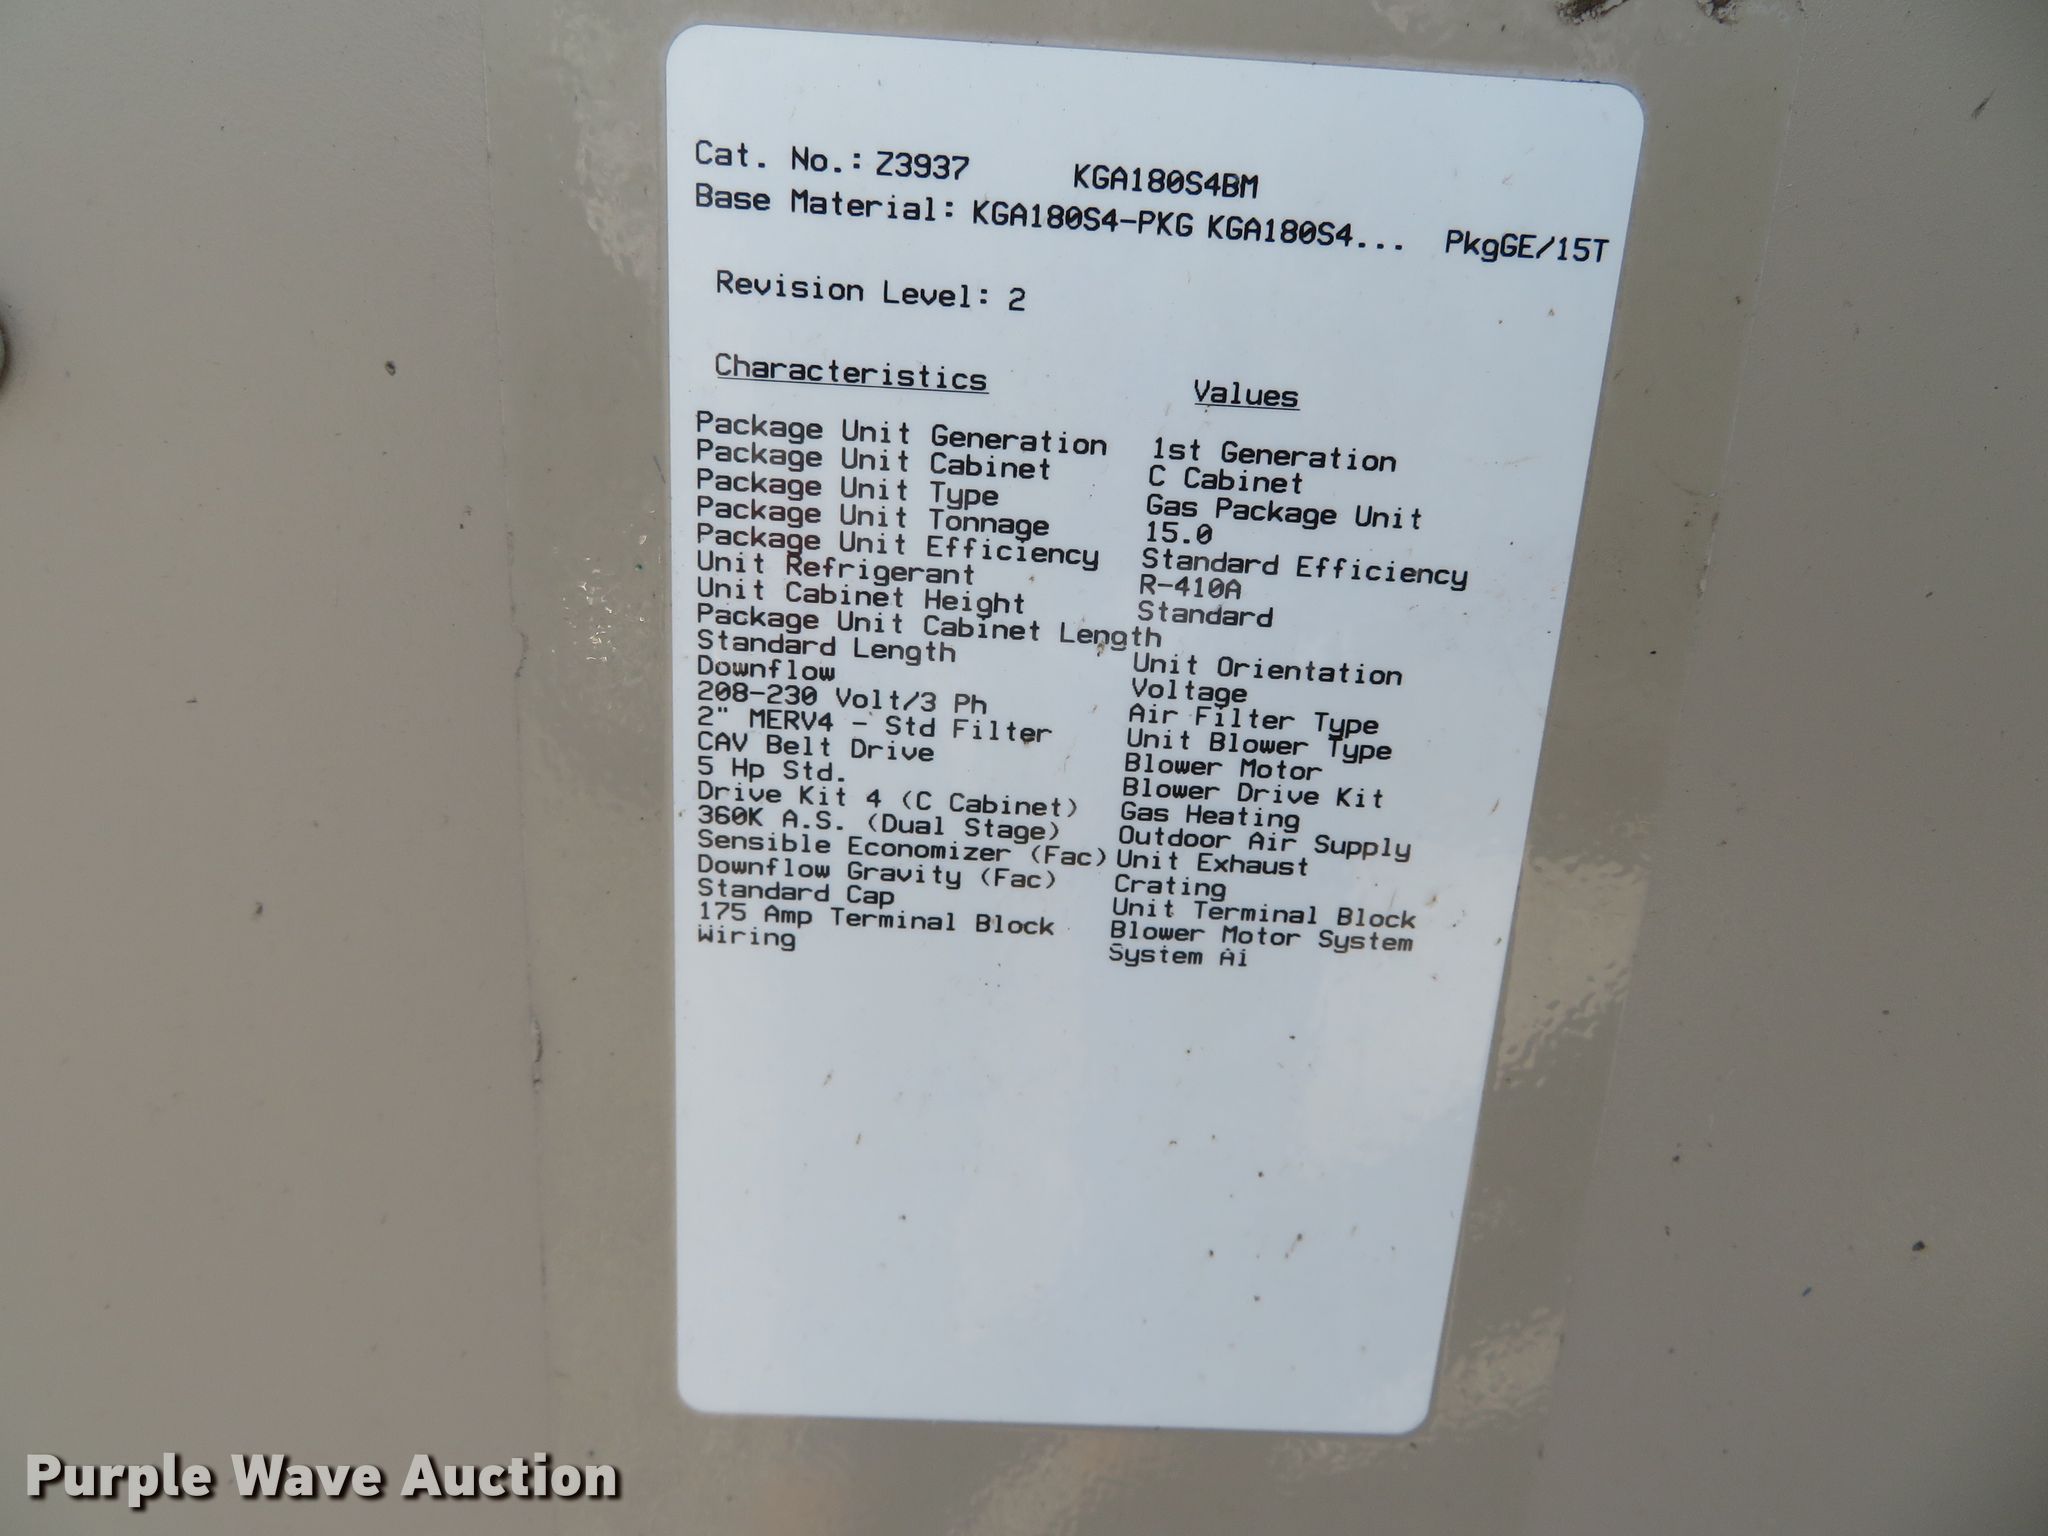 Cat. No.: Z3937 KGA180S4BM
Base Material: KGA180S4-PKG KGA180S4... PkgGE/15T
Revision Level: 2
Characteristics Values
Package Unit Generation 1st Generation
Package Unit Cabinet C Cabinet
Package Unit Type Gas Package Unit
Package Unit Tonnage 15.0
Package Unit Efficiency Standard Efficiency
Unit Refrigerant R-410A
Unit Cabinet Height Standard
Package Unit Cabinet Length
Standard Length Unit Orientation
Downflow Voltage
208-230 Volt/3 Ph Air Filter Type
2" MERV4 - Std Filter Unit Blower Type
CAV Belt Drive Blower Motor
5 Hp Std. Blower Drive Kit
Drive Kit 4 (C Cabinet) Gas Heating
360K A.S. (Dual Stage) Outdoor Air Supply
Sensible Economizer (Fac) Unit Exhaust
Downflow Gravity (Fac) Crating
Standard Cap Unit Terminal Block
175 Amp Terminal Block Blower Motor System
Wiring System Ai
Purple Wave Auction